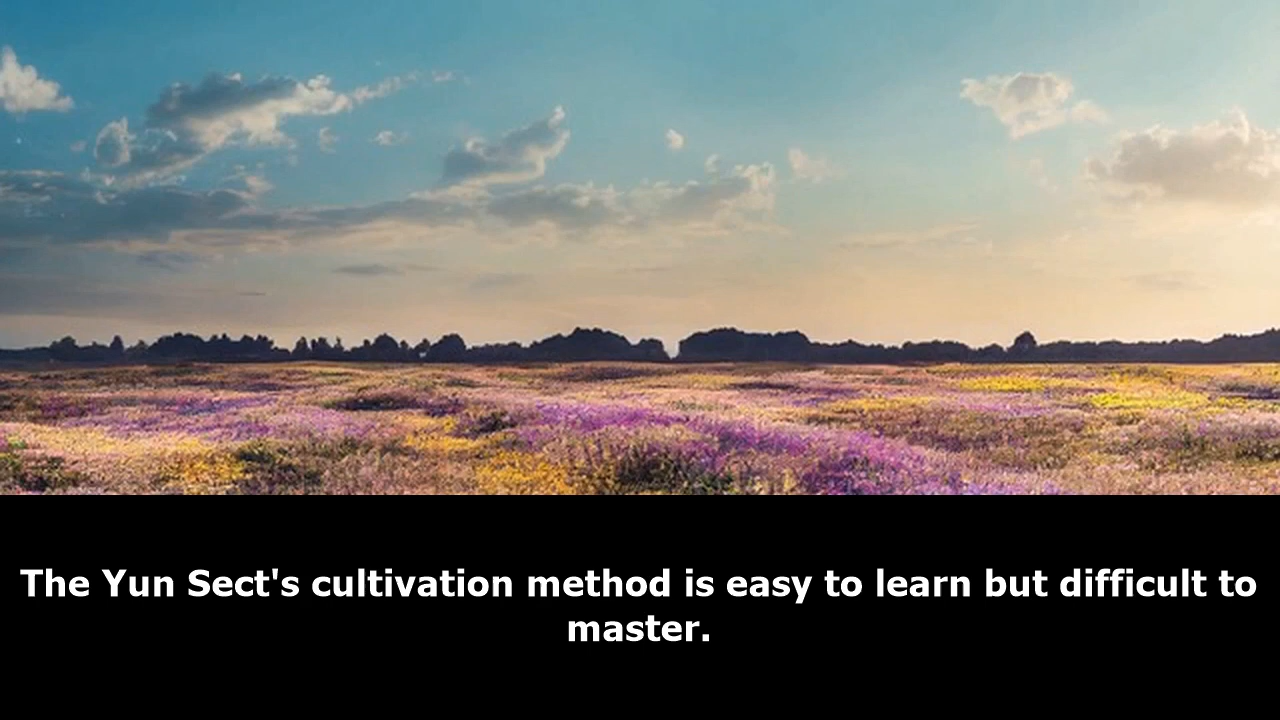 The Yun Sect's cultivation method is easy to learn but difficult to
master.